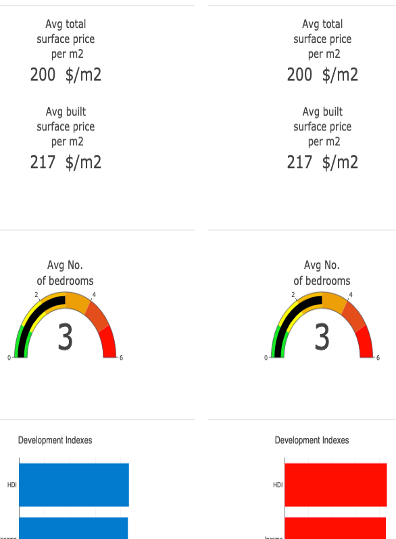 Avg total
surface price
per m2
200 $/m2
Avg built
surface price
per m2
217 $/m2
Avg No.
of bedrooms
0
2
4
6
3
Development Indexes
HDI
Avg total
surface price
per m2
200 $/m2
Avg built
surface price
per m2
217 $/m2
Avg No.
of bedrooms
0
2
4
6
3
Development Indexes
HDI